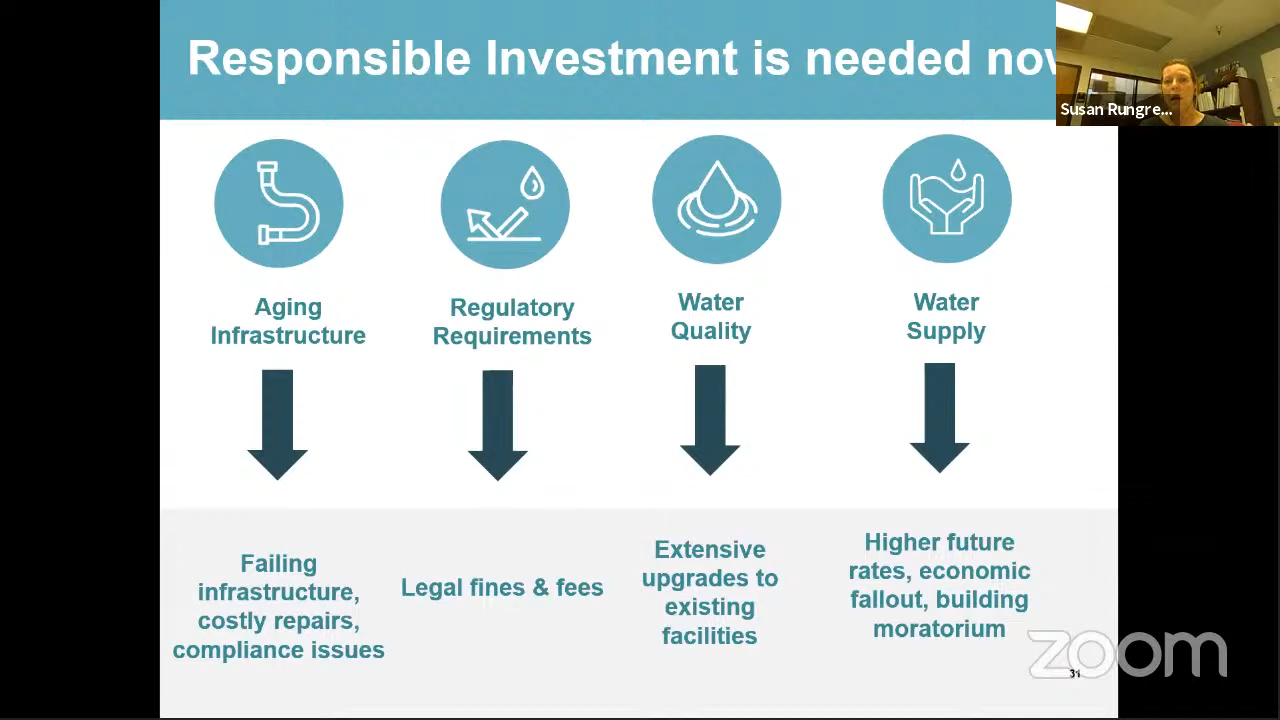 Responsible Investment is needed now
Susan Rungre...
Aging
Infrastructure
Regulatory
Requirements
Water
Quality
Water
Supply
Failing
infrastructure,
costly repairs,
compliance issues
Legal fines & fees
Extensive
upgrades to
existing
facilities
Higher future
rates, economic
fallout, building
moratorium
zoom
31